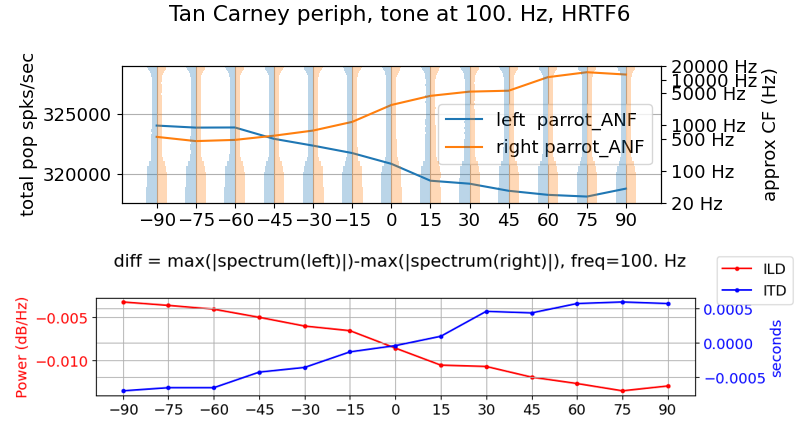 Tan Carney periph, tone at 100. Hz, HRTF6
total pop spks/sec
325000
320000
20000 Hz
10000 Hz
5000 Hz
1000 Hz
500 Hz
100 Hz
20 Hz
approx CF (Hz)
left parrot_ANF
right parrot_ANF
−90 −75 −60 −45 −30 −15 0 15 30 45 60 75 90
diff = max(|spectrum(left)|)-max(|spectrum(right)|), freq=100. Hz
ILD
ITD
Power (dB/Hz)
−0.005
−0.010
0.0005
0.0000
−0.0005
seconds
−90 −75 −60 −45 −30 −15 0 15 30 45 60 75 90